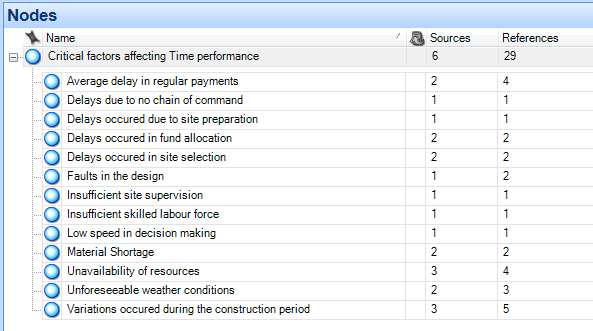 Nodes
Name Sources References
Critical factors affecting Time performance 6 29
Average delay in regular payments 2 4
Delays due to no chain of command 1 1
Delays occured due to site preparation 1 1
Delays occured in fund allocation 2 2
Delays occured in site selection 2 2
Faults in the design 1 2
Insufficient site supervision 1 1
Insufficient skilled labour force 1 1
Low speed in decision making 1 1
Material Shortage 2 2
Unavailability of resources 3 4
Unforeseeable weather conditions 2 3
Variations occured during the construction period 3 5